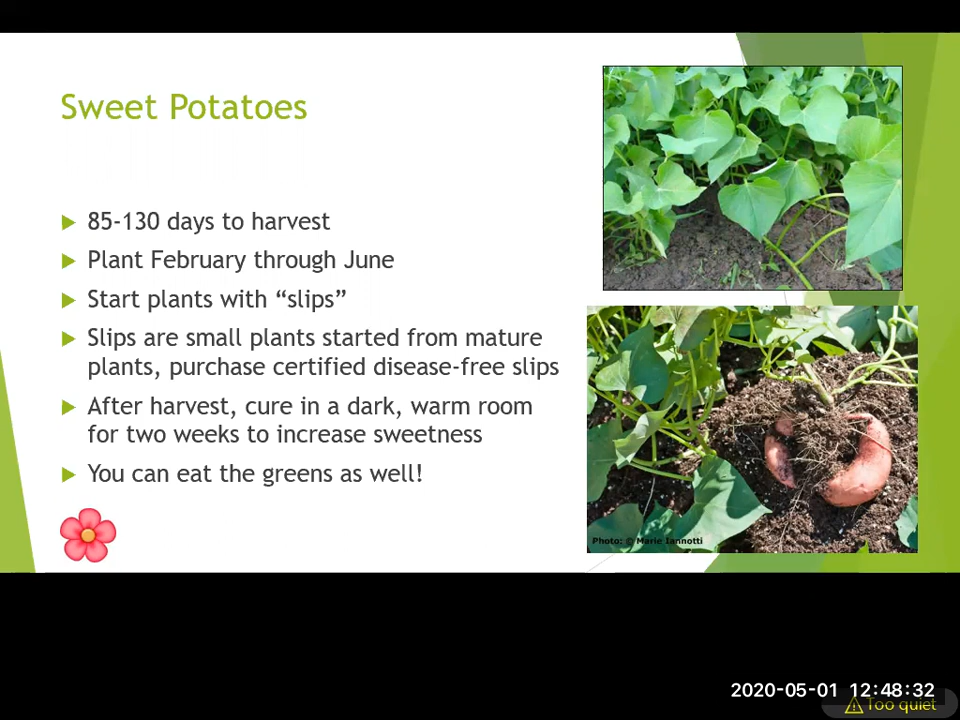 Sweet Potatoes
85-130 days to harvest
Plant February through June
Start plants with “slips”
Slips are small plants started from mature
plants, purchase certified disease-free slips
After harvest, cure in a dark, warm room
for two weeks to increase sweetness
You can eat the greens as well!
Photo: © Marie Iannotti
2020-05-01 12:48:32
Too quiet